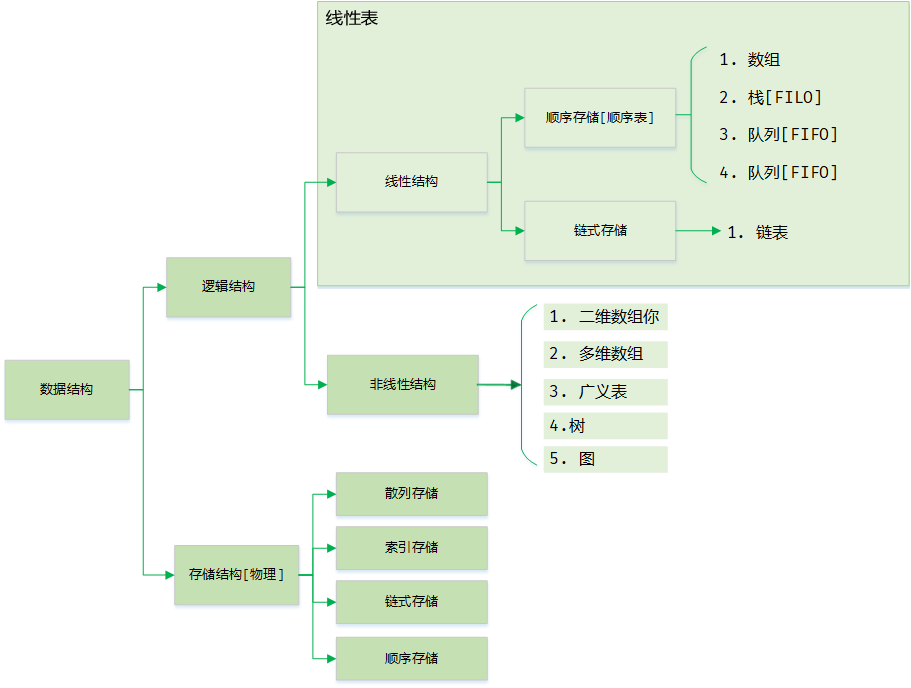 线性表
1. 数组
2. 栈[FILO]
3. 队列[FIFO]
4. 队列[FIFO]
顺序存储[顺序表]
线性结构
链式存储
1. 链表
逻辑结构
1. 二维数组你
2. 多维数组
3. 广义表
4.树
5. 图
非线性结构
数据结构
散列存储
索引存储
存储结构[物理]
链式存储
顺序存储